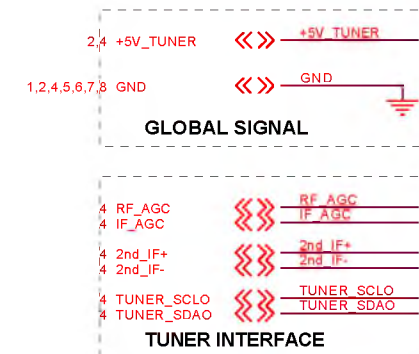 2,4 +5V_TUNER +5V_TUNER
1,2,4,5,6,7,8 GND GND
GLOBAL SIGNAL
4 RF_AGC RF_AGC
4 IF_AGC IF_AGC
4 2nd_IF+ 2nd_IF+
4 2nd_IF- 2nd_IF-
4 TUNER_SCLO TUNER_SCLO
4 TUNER_SDAO TUNER_SDAO
TUNER INTERFACE